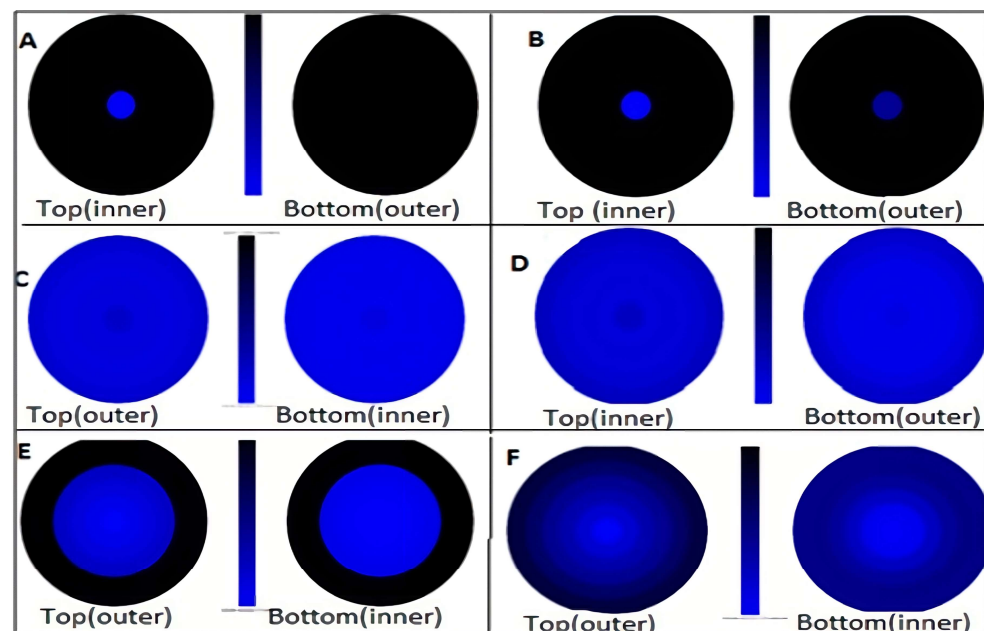 A
B
Top(inner)
Bottom(outer)
Top (inner)
Bottom(outer)
C
D
Top(outer)
Bottom(inner)
Top(inner)
Bottom(outer)
E
F
Top(outer)
Bottom(inner)
Top(outer)
Bottom(inner)